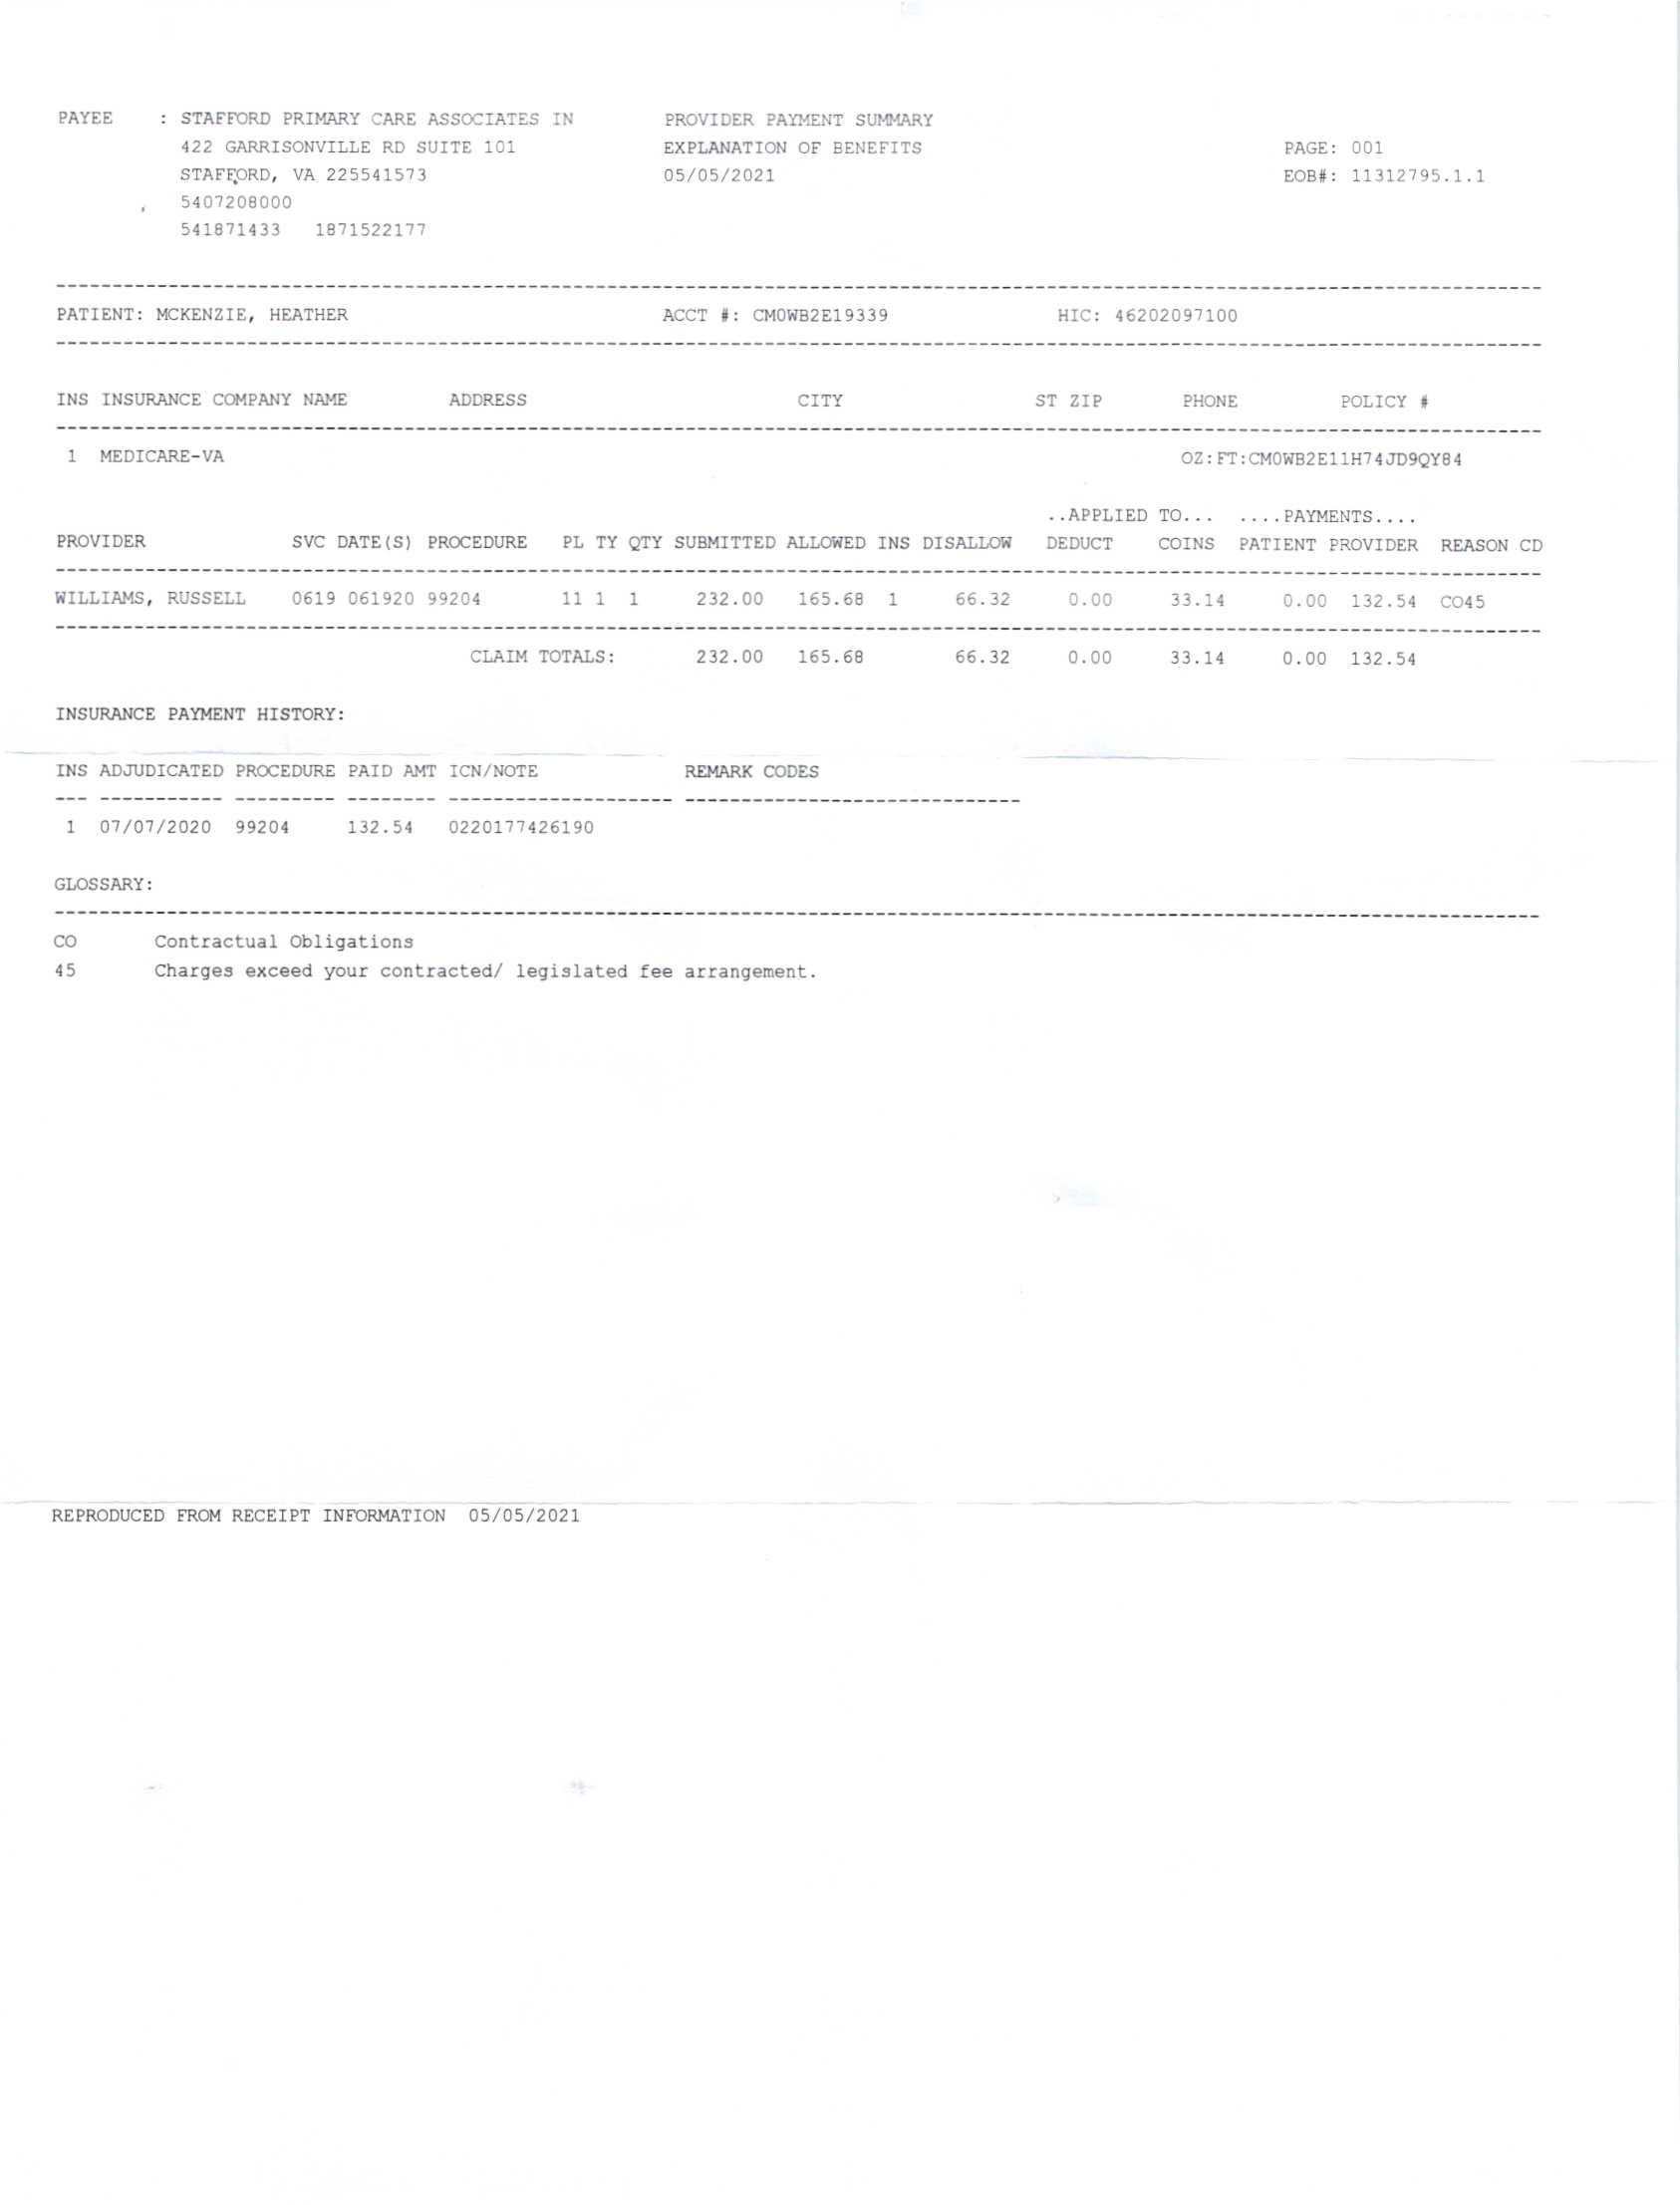 PAYEE : STAFFORD PRIMARY CARE ASSOCIATES IN PROVIDER PAYMENT SUMMARY
422 GARRISONVILLE RD SUITE 101 EXPLANATION OF BENEFITS PAGE: 001
STAFFORD, VA 225541573 05/05/2021 EOB#: 11312795.1.1
5407208000
541871433 1871522177
PATIENT: MCKENZIE, HEATHER ACCT #: CM0WB2E19339 HIC: 46202097100
INS INSURANCE COMPANY NAME ADDRESS CITY ST ZIP PHONE POLICY #
1 MEDICARE-VA OZ:FT:CM0WB2E11H74JD9QY84
..APPLIED TO... ....PAYMENTS....
PROVIDER SVC DATE(S) PROCEDURE PL TY QTY SUBMITTED ALLOWED INS DISALLOW DEDUCT COINS PATIENT PROVIDER REASON CD
WILLIAMS, RUSSELL 0619 061920 99204 11 1 1 232.00 165.68 1 66.32 0.00 33.14 0.00 132.54 CO45
CLAIM TOTALS: 232.00 165.68 66.32 0.00 33.14 0.00 132.54
INSURANCE PAYMENT HISTORY:
INS ADJUDICATED PROCEDURE PAID AMT ICN/NOTE REMARK CODES
1 07/07/2020 99204 132.54 0220177426190
GLOSSARY:
CO Contractual Obligations
45 Charges exceed your contracted/ legislated fee arrangement.
REPRODUCED FROM RECEIPT INFORMATION 05/05/2021